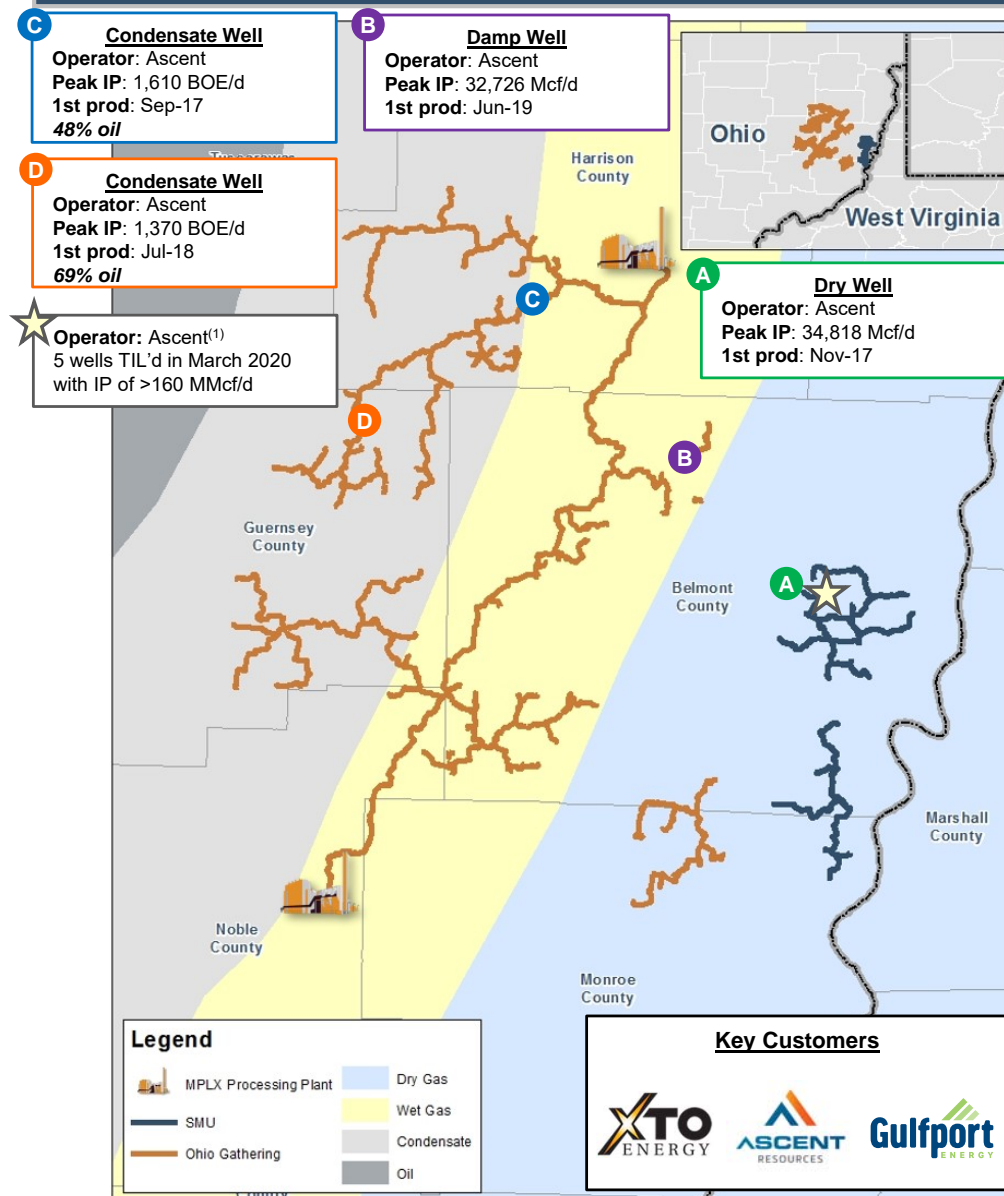 C
Condensate Well
Operator: Ascent
Peak IP: 1,610 BOE/d
1st prod: Sep-17
48% oil
B
Damp Well
Operator: Ascent
Peak IP: 32,726 Mcf/d
1st prod: Jun-19
D
Condensate Well
Operator: Ascent
Peak IP: 1,370 BOE/d
1st prod: Jul-18
69% oil
Operator: Ascent(1)
5 wells TIL'd in March 2020
with IP of >160 MMcf/d
Harrison
County
Ohio
West Virginia
A
Dry Well
Operator: Ascent
Peak IP: 34,818 Mcf/d
1st prod: Nov-17
C
D
B
Guernsey
County
Belmont
County
A
Marshall
County
Noble
County
Monroe
County
Legend
MPLX Processing Plant
SMU
Ohio Gathering
Dry Gas
Wet Gas
Condensate
Oil
Key Customers
XTO
ENERGY
ASCENT
RESOURCES
Gulfport
ENERGY